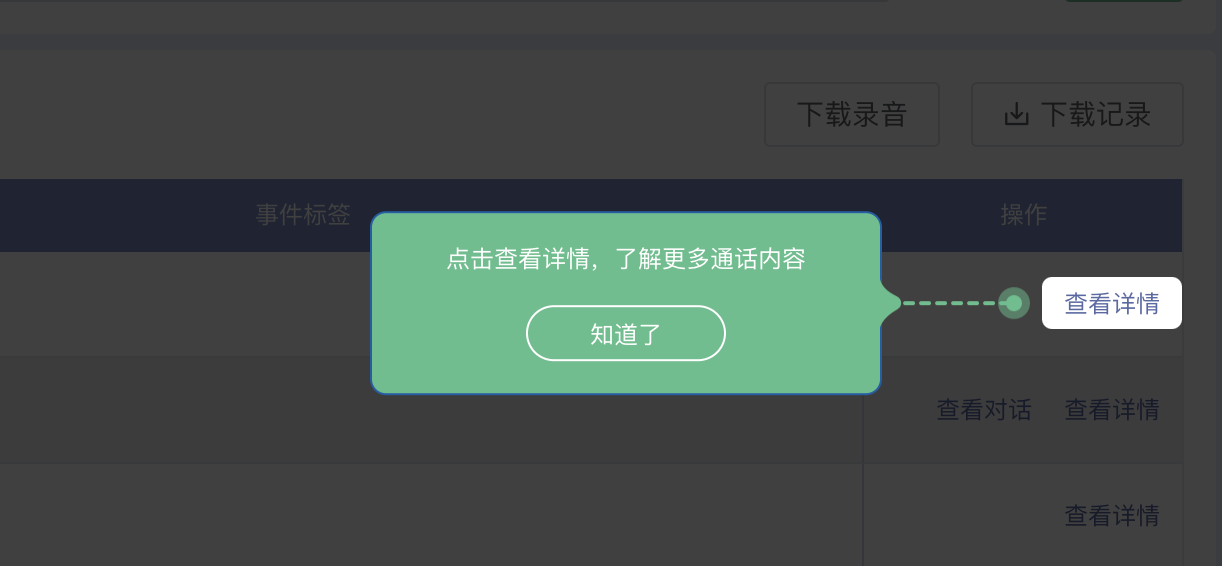 下载录音 下载记录
事件标签 操作
点击查看详情，了解更多通话内容
查看详情
知道了
查看对话 查看详情
查看详情